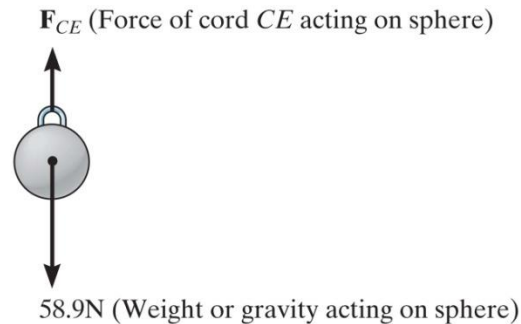 F_CE (Force of cord CE acting on sphere)
58.9N (Weight or gravity acting on sphere)